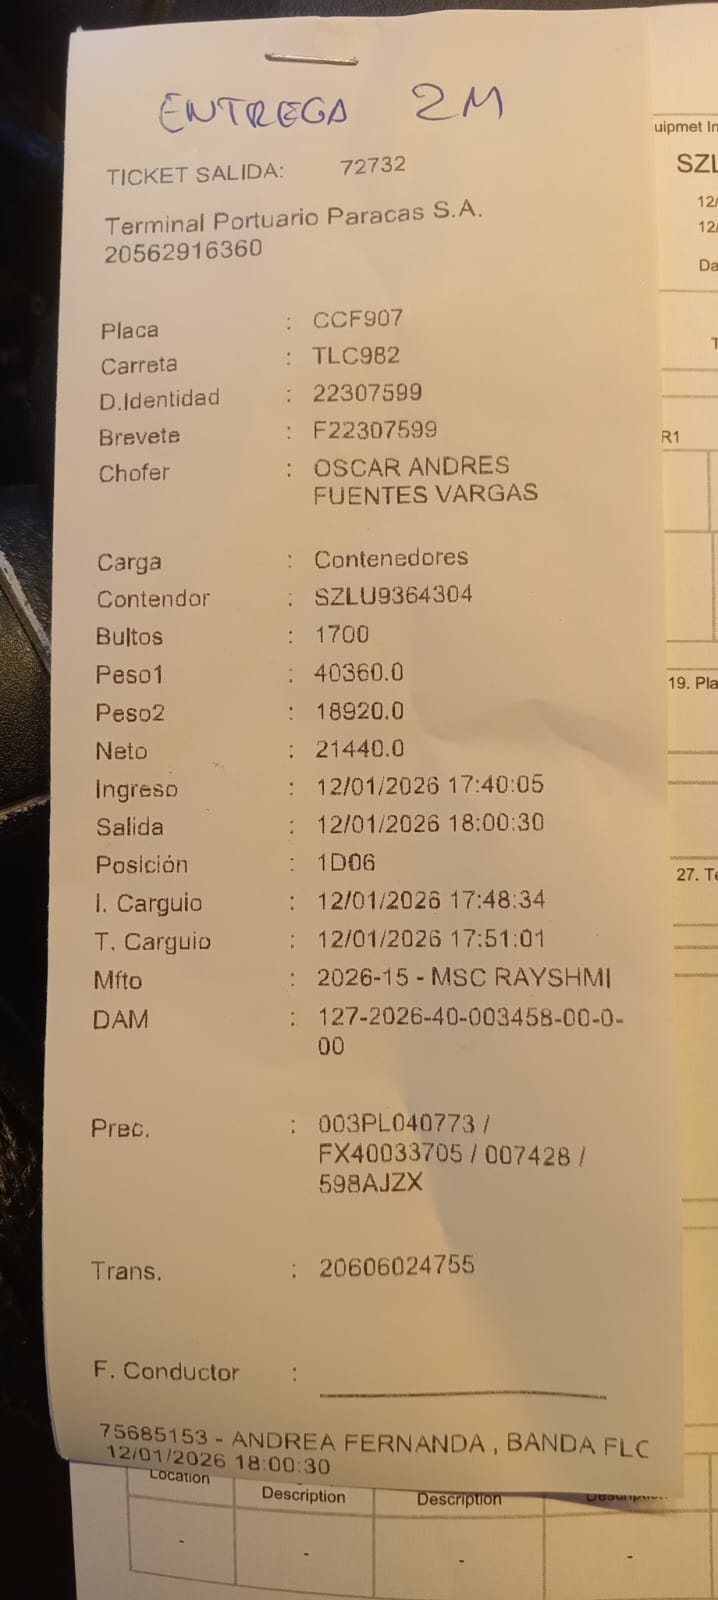 ENTREGA 2M
TICKET SALIDA: 72732
Terminal Portuario Paracas S.A.
20562916360
Placa : CCF907
Carreta : TLC982
D.Identidad : 22307599
Brevete : F22307599
Chofer : OSCAR ANDRES
FUENTES VARGAS
Carga : Contenedores
Contendor : SZLU9364304
Bultos : 1700
Peso1 : 40360.0
Peso2 : 18920.0
Neto : 21440.0
Ingreso : 12/01/2026 17:40:05
Salida : 12/01/2026 18:00:30
Posición : 1D06
I. Carguio : 12/01/2026 17:48:34
T. Carguio : 12/01/2026 17:51:01
Mfto : 2026-15 - MSC RAYSHMI
DAM : 127-2026-40-003458-00-0-
00
Prec. : 003PL040773 /
FX40033705 / 007428 /
598AJZX
Trans. : 20606024755
F. Conductor :
75685153 - ANDREA FERNANDA , BANDA FLC
12/01/2026 18:00:30
uipmet In
SZL
12/
12/
Da
T
R1
19. Pla
27. Te
Location Description Description
- - - -